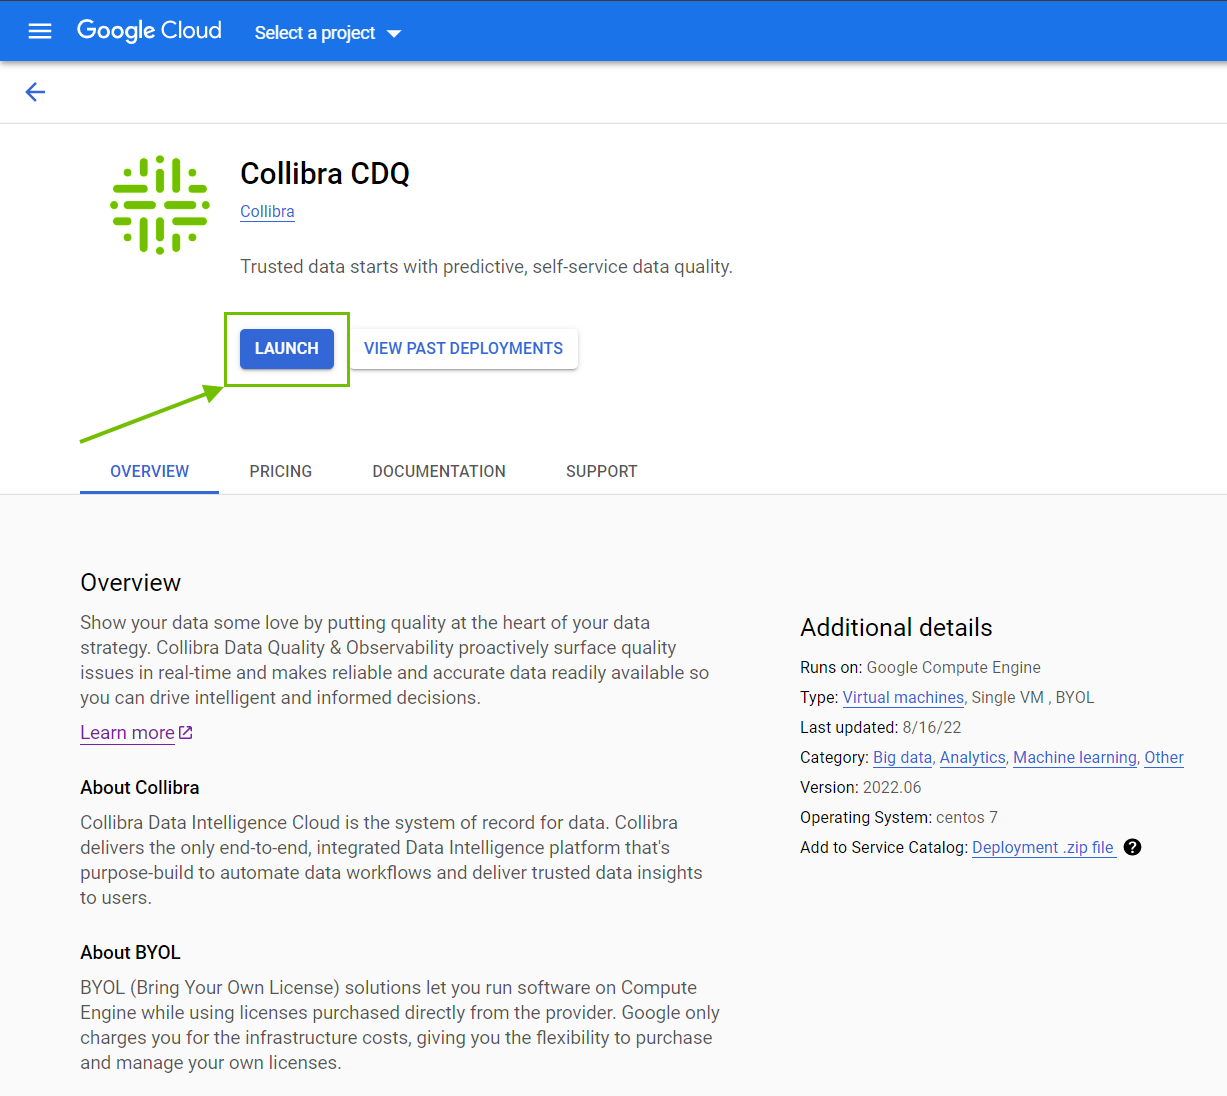 Google Cloud
Select a project
Collibra CDQ
Collibra
Trusted data starts with predictive, self-service data quality.
LAUNCH
VIEW PAST DEPLOYMENTS
OVERVIEW
PRICING
DOCUMENTATION
SUPPORT
Overview
Show your data some love by putting quality at the heart of your data
strategy. Collibra Data Quality & Observability proactively surface quality
issues in real-time and makes reliable and accurate data readily available so
you can drive intelligent and informed decisions.
Learn more
About Collibra
Collibra Data Intelligence Cloud is the system of record for data. Collibra
delivers the only end-to-end, integrated Data Intelligence platform that's
purpose-build to automate data workflows and deliver trusted data insights
to users.
About BYOL
BYOL (Bring Your Own License) solutions let you run software on Compute
Engine while using licenses purchased directly from the provider. Google only
charges you for the infrastructure costs, giving you the flexibility to purchase
and manage your own licenses.
Additional details
Runs on: Google Compute Engine
Type: Virtual machines, Single VM , BYOL
Last updated: 8/16/22
Category: Big data, Analytics, Machine learning, Other
Version: 2022.06
Operating System: centos 7
Add to Service Catalog: Deployment .zip file ?